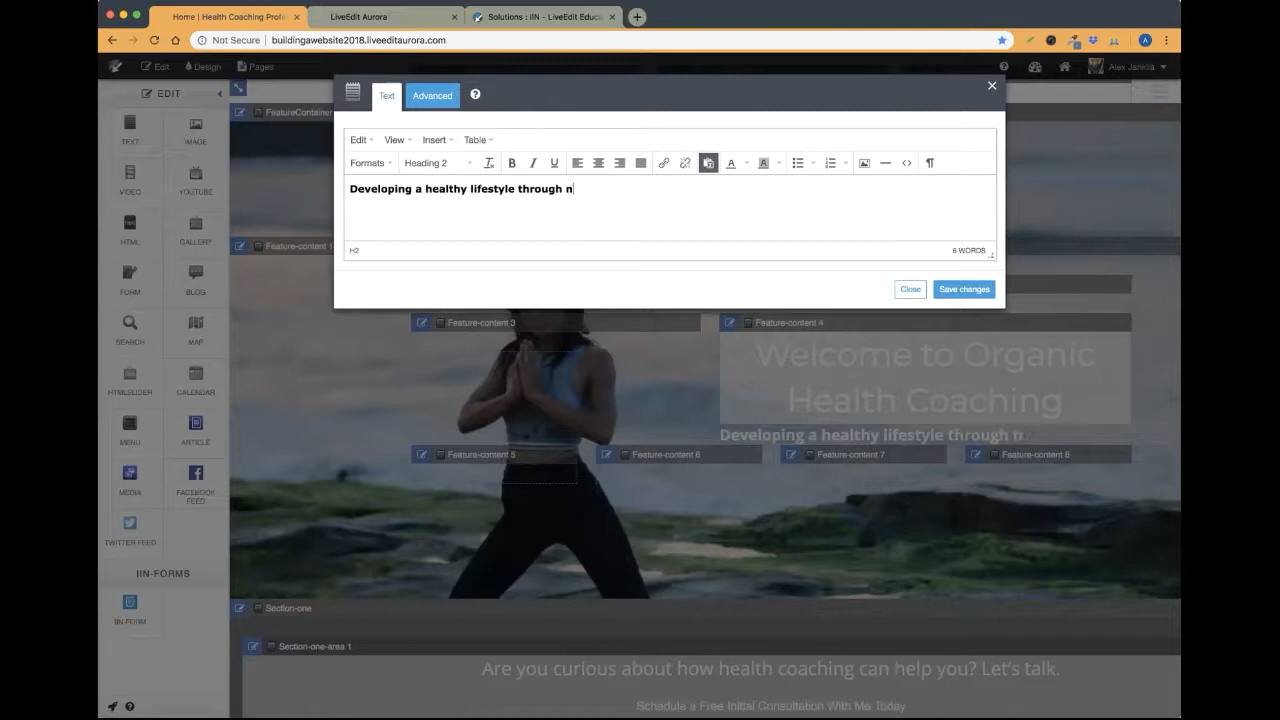 Home | Health Coaching Profe
LiveEdit Aurora
Solutions : IIN - LiveEdit Educ
Not Secure | buildingawebsite2018.liveeditaurora.com
A
Edit
Design
Pages
Alex Jankila
EDIT
TEXT
IMAGE
VIDEO
YOUTUBE
HTML
GALLERY
FORM
BLOG
SEARCH
MAP
HTMLSLIDER
CALENDAR
MENU
ARTICLE
MEDIA
FACEBOOK
FEED
TWITTER FEED
IIN-FORMS
IIN-FORM
FeatureContainer
Feature-content 1
Text
Advanced
Edit View Insert Table
Formats Heading 2
B I U A A
Developing a healthy lifestyle through n
H2
6 WORDS
Close
Save changes
Feature-content 3
Feature-content 4
Welcome to Organic
Health Coaching
Developing a healthy lifestyle through n
Feature-content 5
Feature-content 6
Feature-content 7
Feature-content 8
Section-one
Section-one-area 1
Are you curious about how health coaching can help you? Let's talk.
Schedule a Free Initial Consultation With Me Today